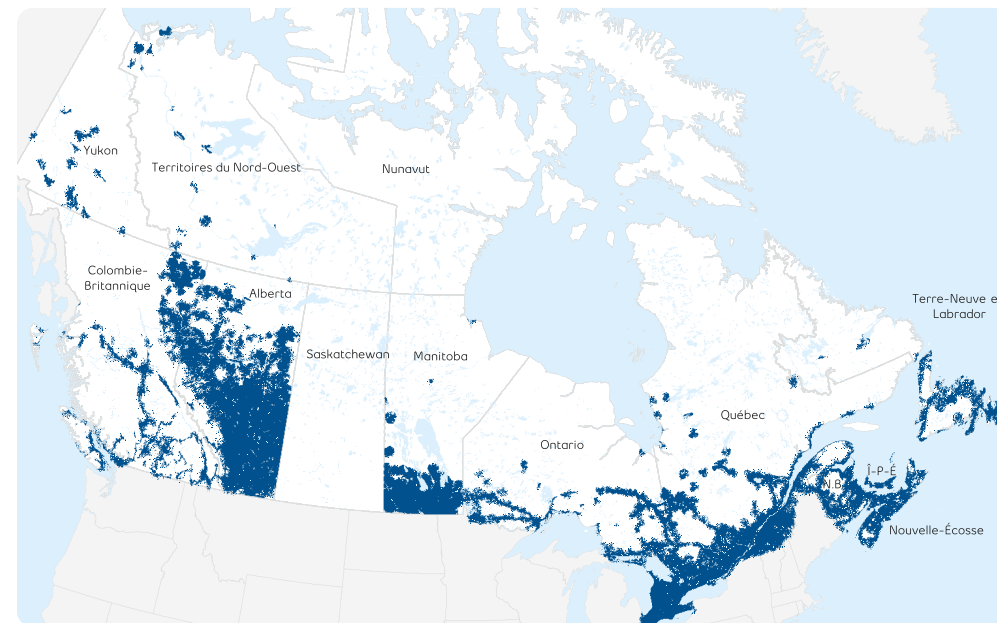 Yukon
Territoires du Nord-Ouest
Nunavut
Colombie-
Britannique
Alberta
Terre-Neuve e
Labrador
Saskatchewan
Manitoba
Québec
Ontario
Î-P-É
N.B.
Nouvelle-Écosse